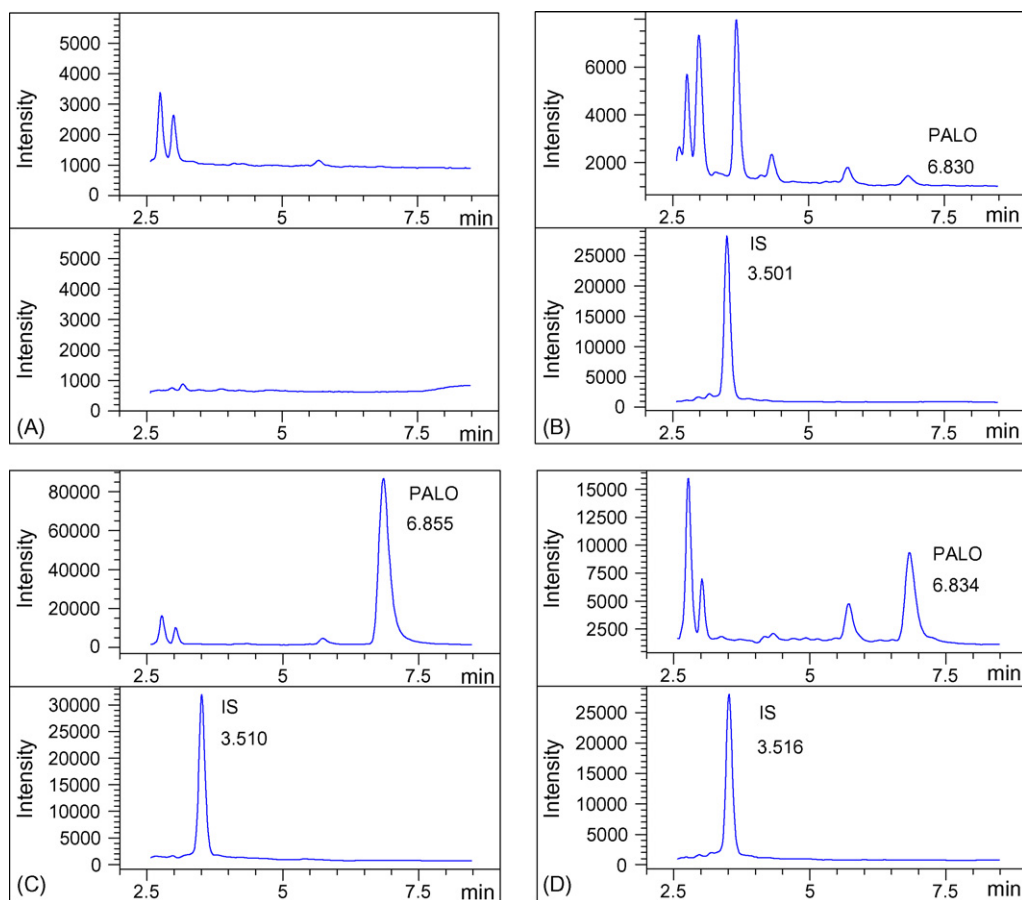 Intensity
5000
4000
3000
2000
1000
0
2.5 5 7.5 min
Intensity
5000
4000
3000
2000
1000
0
(A) 2.5 5 7.5 min
Intensity
6000
4000
2000
PALO
6.830
2.5 5 7.5 min
Intensity
25000
20000
15000
10000
5000
0
IS
3.501
(B) 2.5 5 7.5 min
Intensity
80000
60000
40000
20000
0
PALO
6.855
2.5 5 7.5 min
Intensity
30000
25000
20000
15000
10000
5000
0
IS
3.510
(C) 2.5 5 7.5 min
Intensity
15000
12500
10000
7500
5000
2500
PALO
6.834
2.5 5 7.5 min
Intensity
25000
20000
15000
10000
5000
0
IS
3.516
(D) 2.5 5 7.5 min